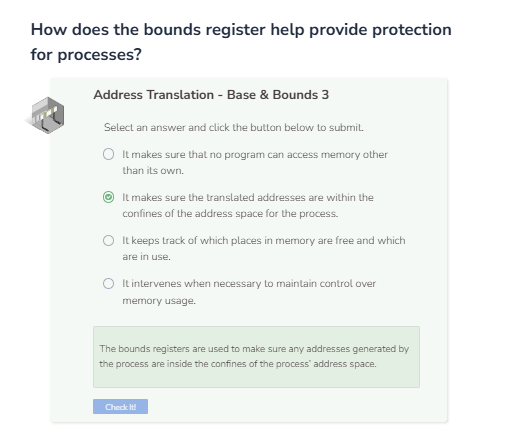 How does the bounds register help provide protection
for processes?
Address Translation - Base & Bounds 3
Select an answer and click the button below to submit.
It makes sure that no program can access memory other
than its own.
It makes sure the translated addresses are within the
confines of the address space for the process.
It keeps track of which places in memory are free and which
are in use.
It intervenes when necessary to maintain control over
memory usage.
The bounds registers are used to make sure any addresses generated by
the process are inside the confines of the process' address space.
Check It!